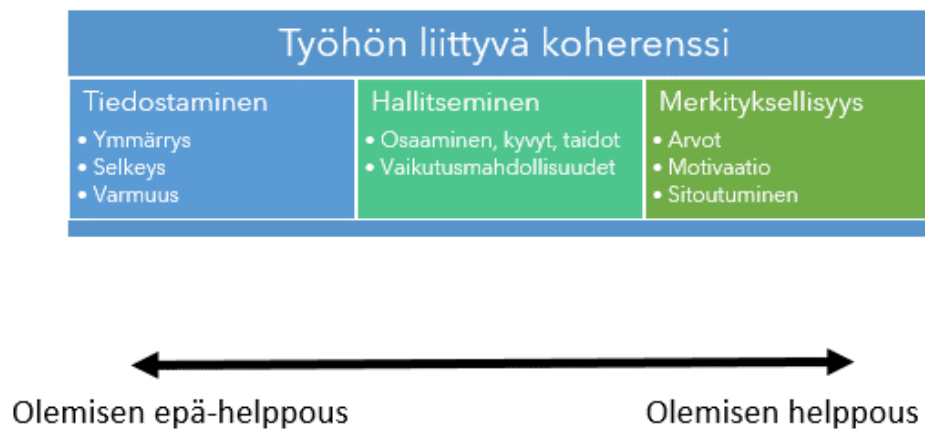 Työhön liittyvä koherenssi
Tiedostaminen
• Ymmärrys
• Selkeys
• Varmuus
Hallitseminen
• Osaaminen, kyvyt, taidot
• Vaikutusmahdollisuudet
Merkityksellisyys
• Arvot
• Motivaatio
• Sitoutuminen
Olemisen epä-helppous
Olemisen helppous